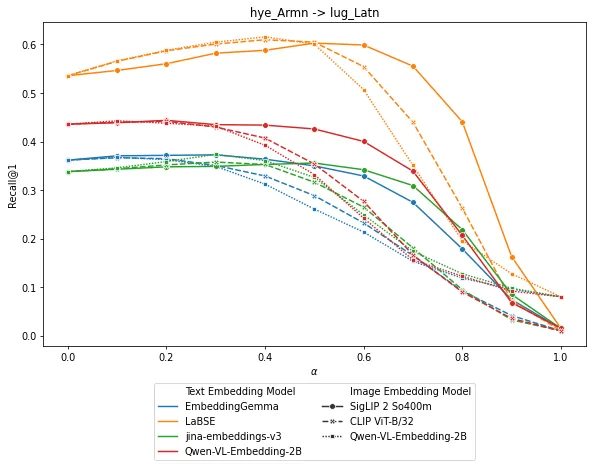 hye_Armn -> lug_Latn
Recall@1
0.6
0.5
0.4
0.3
0.2
0.1
0.0
0.0 0.2 0.4 0.6 0.8 1.0
α
Text Embedding Model
EmbeddingGemma
LaBSE
jina-embeddings-v3
Qwen-VL-Embedding-2B
Image Embedding Model
SigLIP 2 So400m
CLIP ViT-B/32
Qwen-VL-Embedding-2B